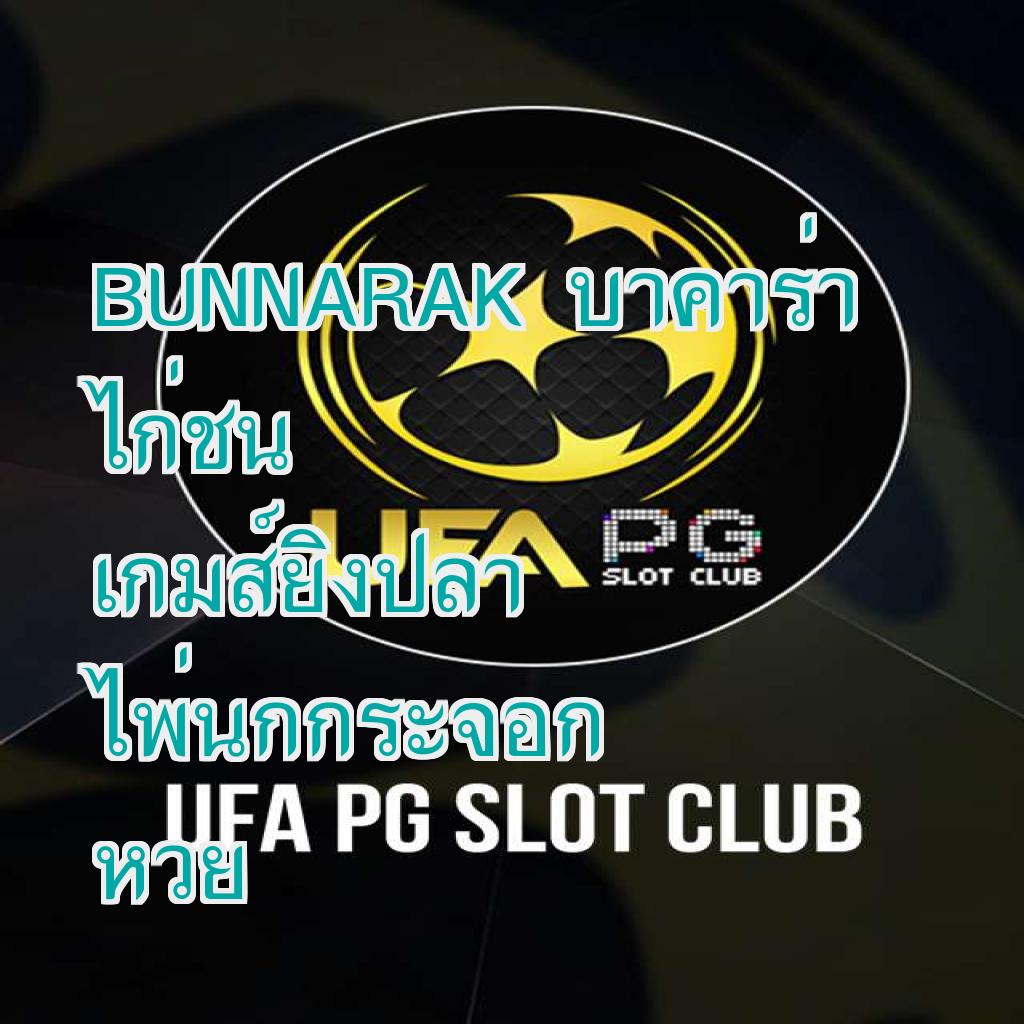 BUNNARAK บาคาร่า
ไก่ชน
UFA PG
SLOT CLUB
เกมส์ยิงปลา
ไพ่นกกระจอก
UFA PG SLOT CLUB
หวย